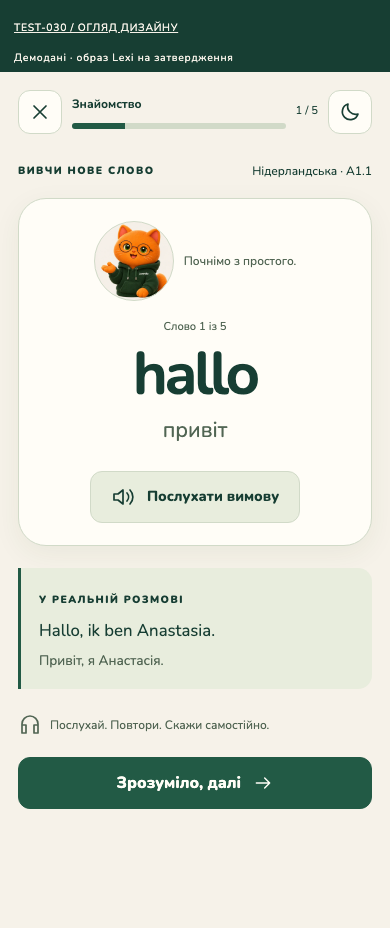 TEST-030 / ОГЛЯД ДИЗАЙНУ
Демодані · образ Lexi на затвердження
Знайомство
1 / 5
ВИВЧИ НОВЕ СЛОВО
Нідерландська · A1.1
Почнімо з простого.
Слово 1 із 5
hallo
привіт
Послухати вимову
У РЕАЛЬНІЙ РОЗМОВІ
Hallo, ik ben Anastasia.
Привіт, я Анастасія.
Послухай. Повтори. Скажи самостійно.
Зрозуміло, далі